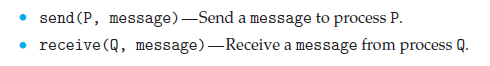 • send(P, message)—Send a message to process P.
• receive(Q, message)—Receive a message from process Q.